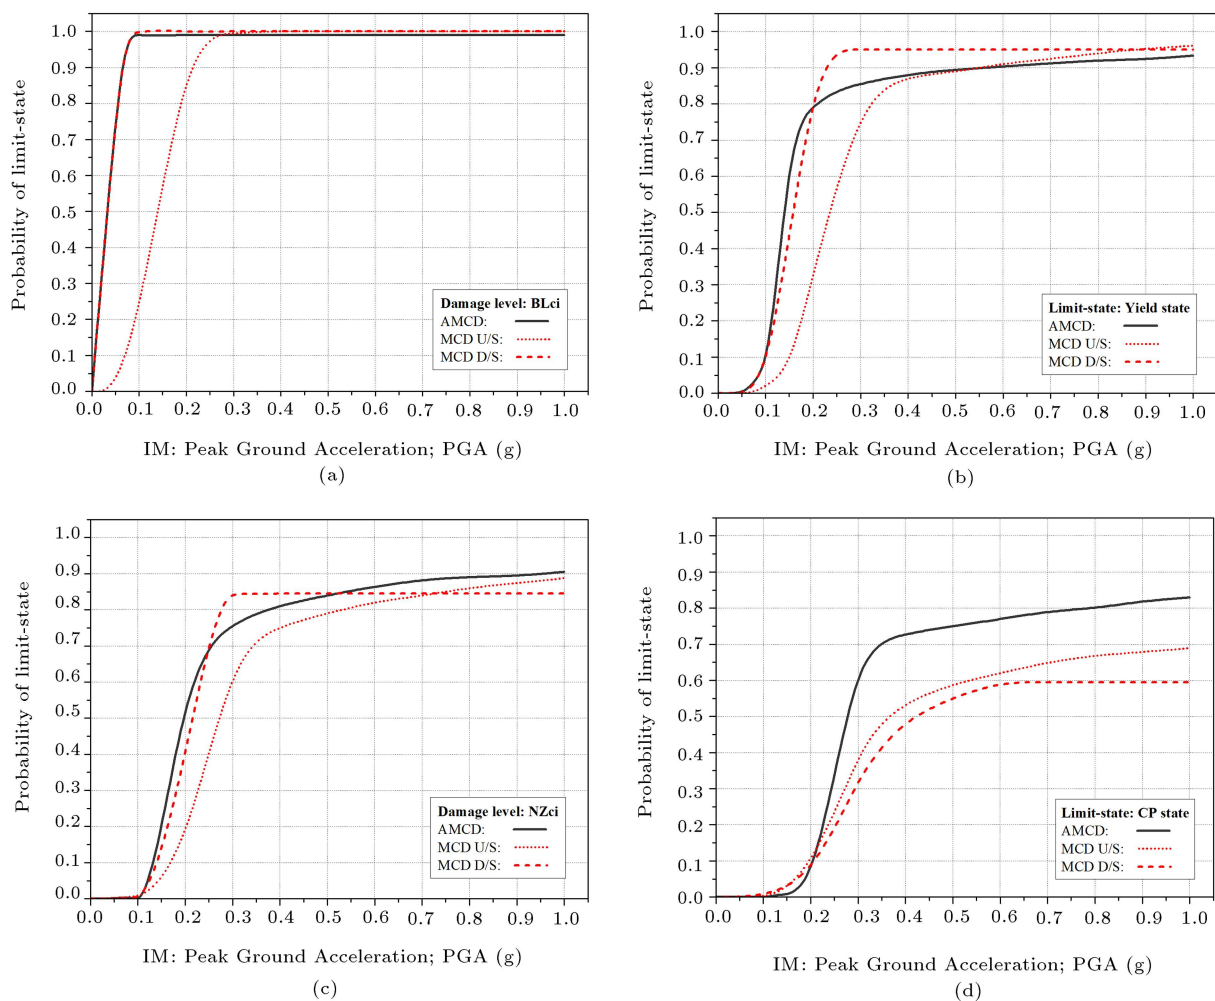 Probability of limit-state
1.0
0.9
0.8
0.7
0.6
0.5
0.4
0.3
0.2
0.1
0.0
0.0 0.1 0.2 0.3 0.4 0.5 0.6 0.7 0.8 0.9 1.0
Damage level: BLci
AMCD:
MCD U/S:
MCD D/S:
IM: Peak Ground Acceleration; PGA (g)
(a)
Probability of limit-state
1.0
0.9
0.8
0.7
0.6
0.5
0.4
0.3
0.2
0.1
0.0
0.0 0.1 0.2 0.3 0.4 0.5 0.6 0.7 0.8 0.9 1.0
Limit-state: Yield state
AMCD:
MCD U/S:
MCD D/S:
IM: Peak Ground Acceleration; PGA (g)
(b)
Probability of limit-state
1.0
0.9
0.8
0.7
0.6
0.5
0.4
0.3
0.2
0.1
0.0
0.0 0.1 0.2 0.3 0.4 0.5 0.6 0.7 0.8 0.9 1.0
Damage level: NZci
AMCD:
MCD U/S:
MCD D/S:
IM: Peak Ground Acceleration; PGA (g)
(c)
Probability of limit-state
1.0
0.9
0.8
0.7
0.6
0.5
0.4
0.3
0.2
0.1
0.0
0.0 0.1 0.2 0.3 0.4 0.5 0.6 0.7 0.8 0.9 1.0
Limit-state: CP state
AMCD:
MCD U/S:
MCD D/S:
IM: Peak Ground Acceleration; PGA (g)
(d)